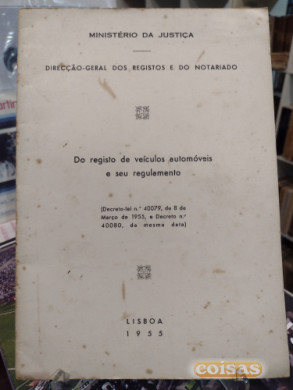 MINISTÉRIO DA JUSTIÇA
DIRECÇÃO-GERAL DOS REGISTOS E DO NOTARIADO
Do registo de veículos automóveis
e seu regulamento
(Decreto-lei n.º 40079, de 8 de
Março de 1955, e Decreto n.º
40080, da mesma data)
LISBOA
1955
coisas